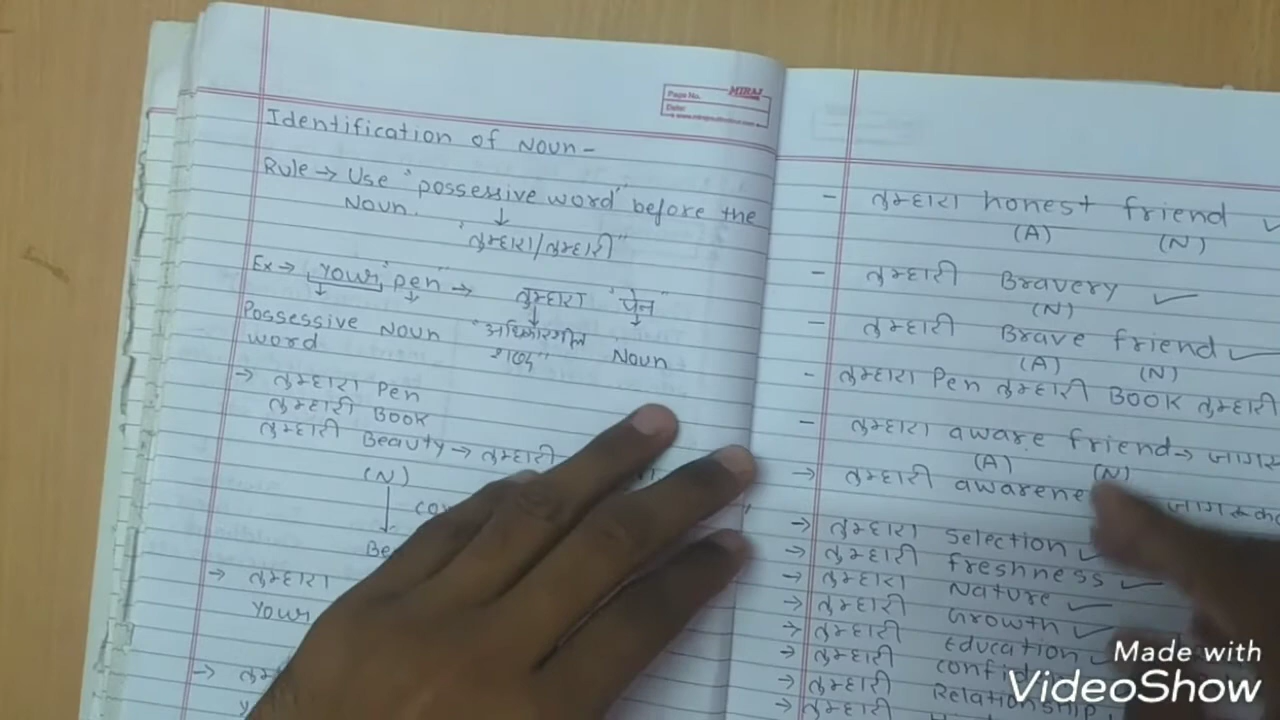 Page No.
MIRAJ
Date:
Identification of Noun -
Rule → Use "possessive word" before the
Noun. ↓
"तुम्हारा/तुम्हारी"
Ex → your "pen" → तुम्हारा "पेन"
Possessive Noun "अधिकारशील Noun
word शब्द"
→ तुम्हारा Pen
तुम्हारी Book
तुम्हारी Beauty → तुम्हारी
(N)
→ तुम्हारा
Your
- तुम्हारा honest friend ✓
(A) (N)
- तुम्हारी Bravery ✓
(N)
- तुम्हारी Brave friend ✓
(A) (N)
- तुम्हारा Pen तुम्हारी Book तुम्हारी
- तुम्हारा aware friend →
(A) (N)
→ तुम्हारी
→ तुम्हारा Selection ✓
→ तुम्हारी freshness ✓
→ तुम्हारा Nature ✓
→ तुम्हारी Growth ✓
→ तुम्हारी Education ✓
→ तुम्हारी
→ तुम्हारी Relationship
→ तुम्हारी
Made with
VideoShow